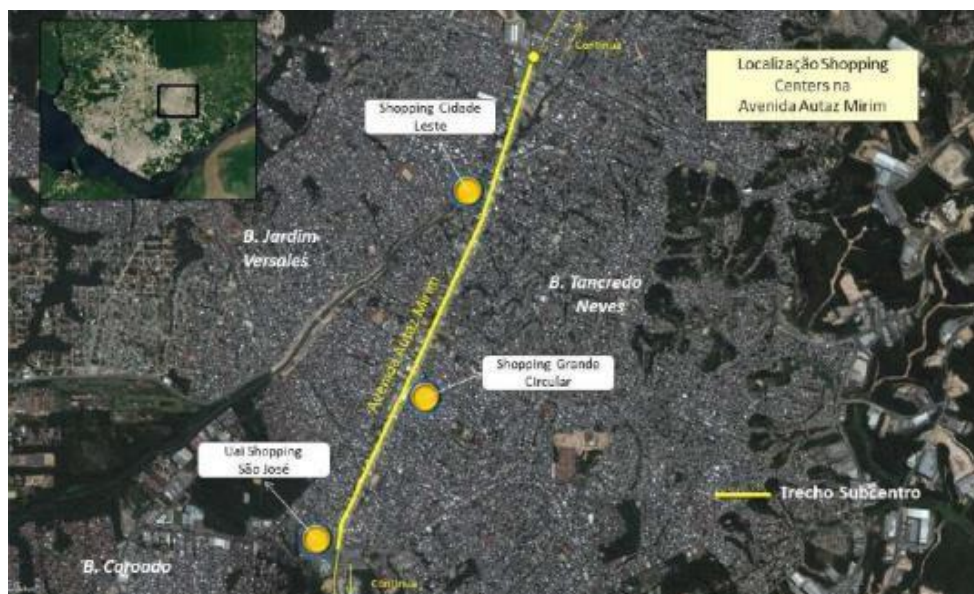 Continua
Localização Shopping
Centers na
Avenida Autaz Mirim
Shopping Cidade
Leste
B. Jardim
Versales
B. Tancredo
Neves
Avenida Autaz Mirim
Shopping Grande
Circular
Uai Shopping
São José
Trecho Subcentro
B. Coroado
Continua